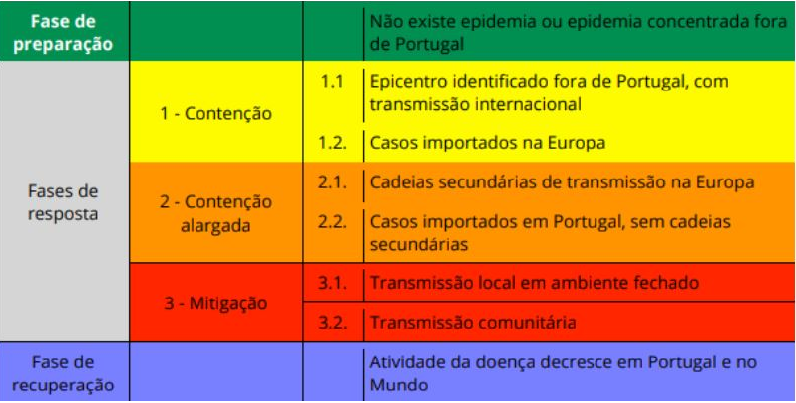 Fase de
preparação
Não existe epidemia ou epidemia concentrada fora
de Portugal
Fases de
resposta
1 - Contenção
1.1 Epicentro identificado fora de Portugal, com
transmissão internacional
1.2. Casos importados na Europa
2 - Contenção
alargada
2.1. Cadeias secundárias de transmissão na Europa
2.2. Casos importados em Portugal, sem cadeias
secundárias
3 - Mitigação
3.1. Transmissão local em ambiente fechado
3.2. Transmissão comunitária
Fase de
recuperação
Atividade da doença decresce em Portugal e no
Mundo